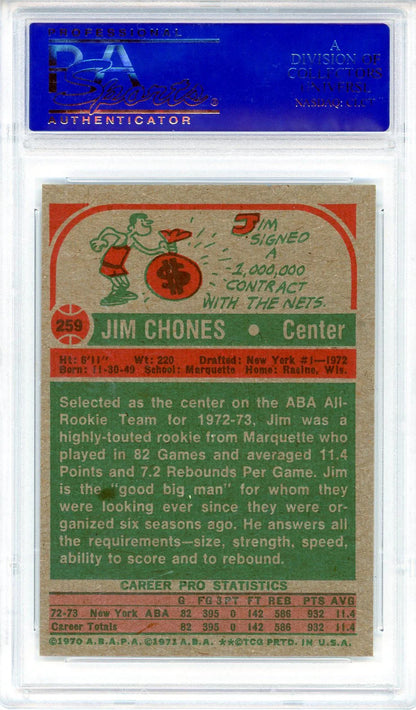 PROFESSIONAL
PSA
Sports
®
AUTHENTICATOR
A
DIVISION OF
COLLECTORS
UNIVERSE
NASDAQ: CLCT
JIM
SIGNED
A
2,000,000
CONTRACT
WITH THE NETS.
$
259
JIM CHONES • Center
Ht: 6'11" Wt: 220 Drafted: New York #1—1972
Born: 11-30-49 School: Marquette Home: Racine, Wis.
Selected as the center on the ABA All-
Rookie Team for 1972-73, Jim was a
highly-touted rookie from Marquette who
played in 82 Games and averaged 11.4
Points and 7.2 Rebounds Per Game. Jim
is the "good big man" for whom they
were looking ever since they were or-
ganized six seasons ago. He answers all
the requirements—size, strength, speed,
ability to score and to rebound.
CAREER PRO STATISTICS
G FG 3PT FT REB PTS AVG
72-73 New York ABA 82 395 0 142 586 932 11.4
Career Totals 82 395 0 142 586 932 11.4
©1970 A.B.A.P.A. ©1971 A.B.A. ★★©TCG PRTD. IN U.S.A.